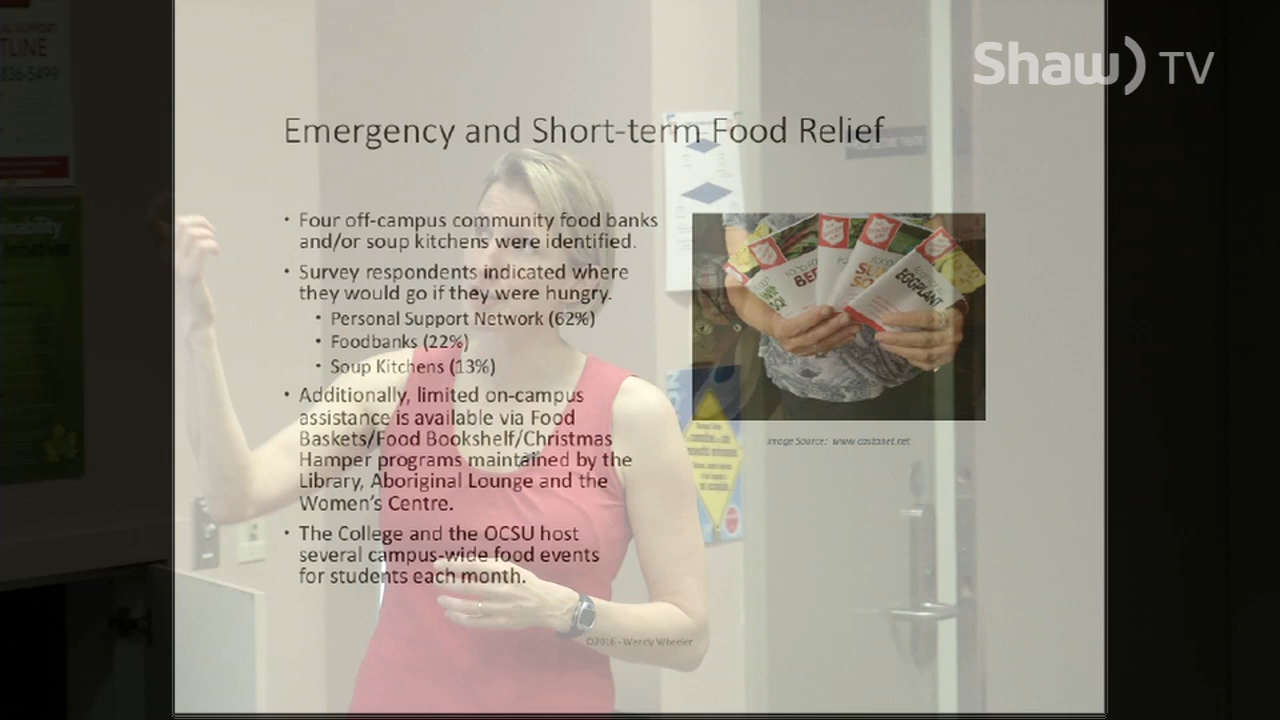 Shaw) TV
TLINE
836-5499
Emergency and Short-term Food Relief
• Four off-campus community food banks
and/or soup kitchens were identified.
• Survey respondents indicated where
they would go if they were hungry.
• Personal Support Network (62%)
• Foodbanks (22%)
• Soup Kitchens (13%)
• Additionally, limited on-campus
assistance is available via Food
Baskets/Food Bookshelf/Christmas
Hamper programs maintained by the
Library, Aboriginal Lounge and the
Women's Centre.
• The College and the OCSU host
several campus-wide food events
for students each month.
EGGPLANT
Image Source: www.castanet.net
©2016 - Wendy Wheeler